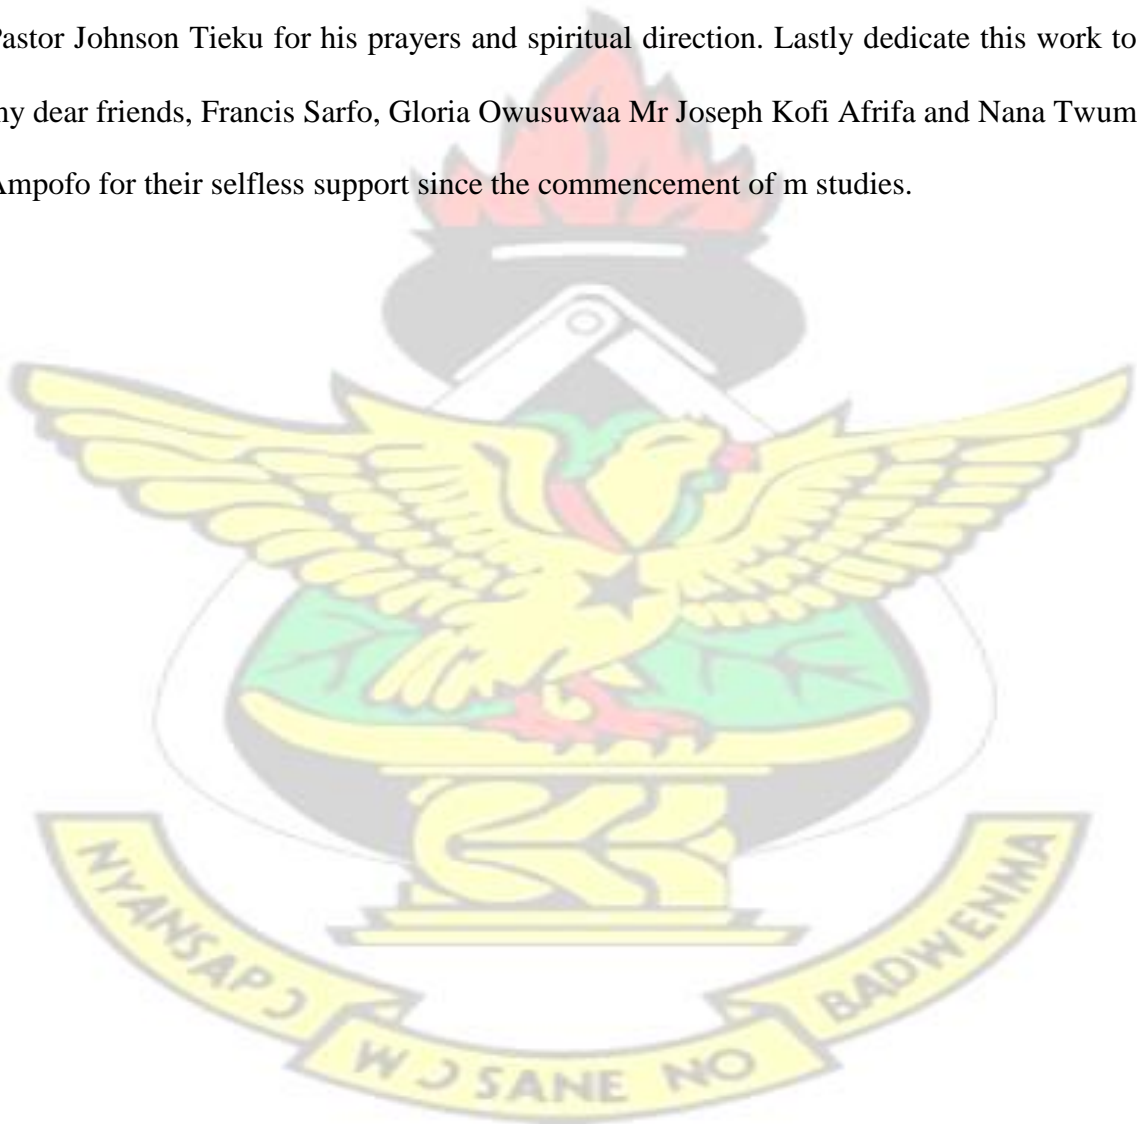 Pastor Johnson Tieku for his prayers and spiritual direction. Lastly dedicate this work to
my dear friends, Francis Sarfo, Gloria Owusuwaa Mr Joseph Kofi Afrifa and Nana Twum
Ampofo for their selfless support since the commencement of m studies.
NYANSAPƆ
WƆSANE NO
BADWENMA